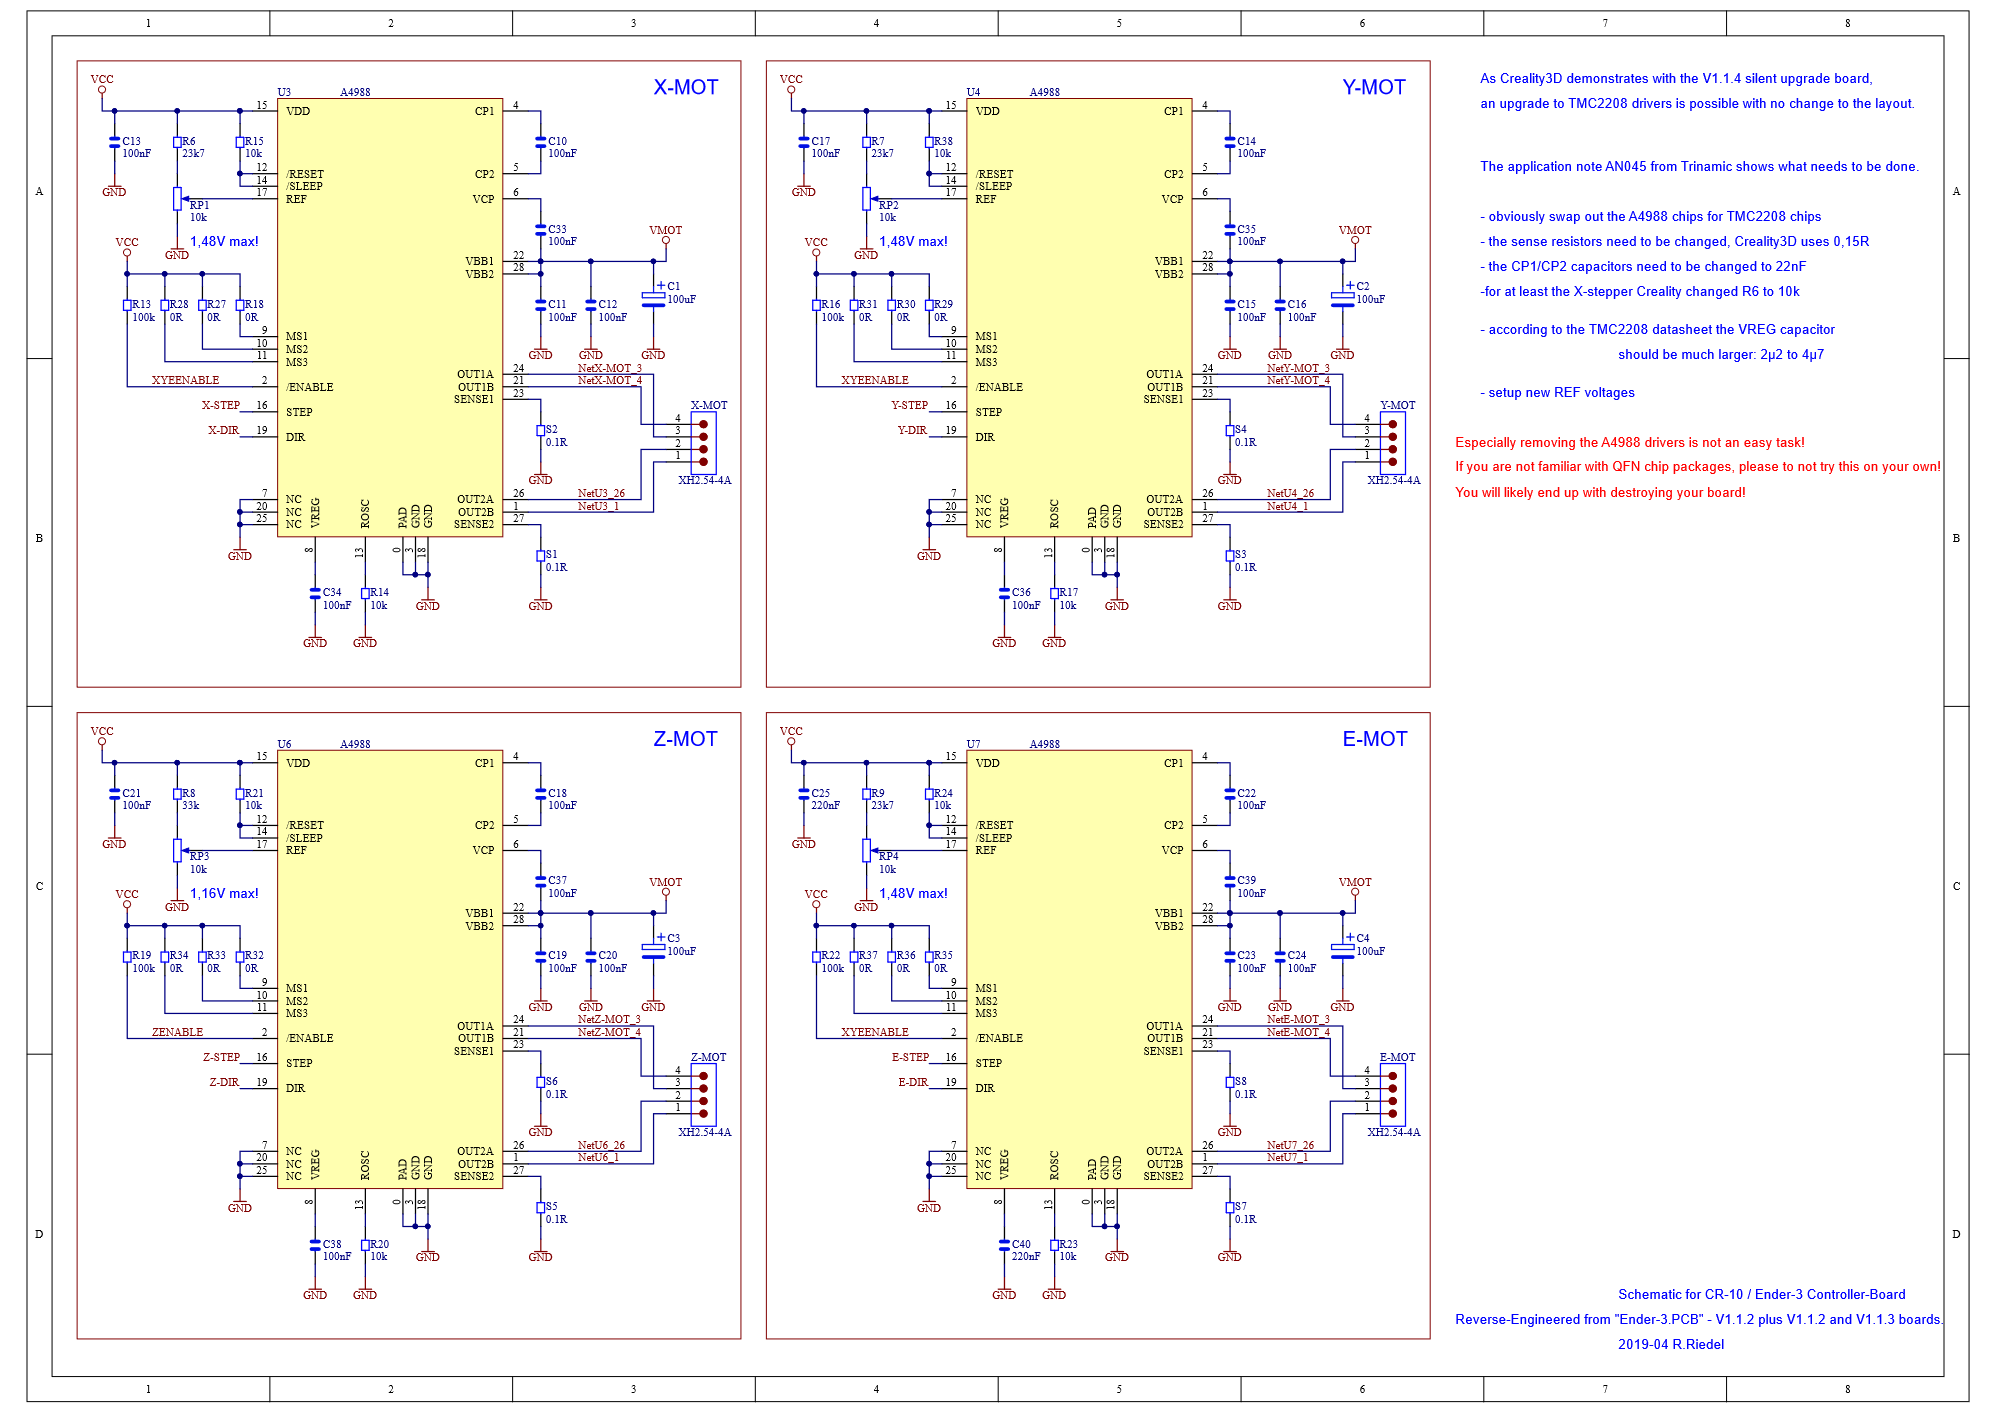 1 2 3 4 5 6 7 8
A
B
C
D
X-MOT
VCC
U3 A4988
15 VDD
C13
100nF
R6
23k7
R15
10k
GND
12 /RESET
14 /SLEEP
17 REF
RP1
10k
1,48V max!
GND
VCC
R13
100k
R28
0R
R27
0R
R18
0R
9 MS1
10 MS2
11 MS3
XYEENABLE 2 /ENABLE
X-STEP 16 STEP
X-DIR 19 DIR
7 NC
20 NC
25 NC
GND
VREG ROSC PAD GND GND
8 13 0 3 18
C34
100nF
R14
10k
GND
GND GND
CP1 4
C10
100nF
CP2 5
VCP 6
C33
100nF
VMOT
VBB1 22
VBB2 28
C11
100nF
C12
100nF
+ C1
100uF
GND GND GND
OUT1A 24 NetX-MOT_3
OUT1B 21 NetX-MOT_4
SENSE1 23
S2
0.1R
GND
X-MOT
4
3
2
1
XH2.54-4A
OUT2A 26 NetU3_26
OUT2B 1 NetU3_1
SENSE2 27
S1
0.1R
GND
Y-MOT
VCC
U4 A4988
15 VDD
C17
100nF
R7
23k7
R38
10k
GND
12 /RESET
14 /SLEEP
17 REF
RP2
10k
1,48V max!
GND
VCC
R16
100k
R31
0R
R30
0R
R29
0R
9 MS1
10 MS2
11 MS3
XYEENABLE 2 /ENABLE
Y-STEP 16 STEP
Y-DIR 19 DIR
7 NC
20 NC
25 NC
GND
VREG ROSC PAD GND GND
8 13 0 3 18
C36
100nF
R17
10k
GND
GND GND
CP1 4
C14
100nF
CP2 5
VCP 6
C35
100nF
VMOT
VBB1 22
VBB2 28
C15
100nF
C16
100nF
+ C2
100uF
GND GND GND
OUT1A 24 NetY-MOT_3
OUT1B 21 NetY-MOT_4
SENSE1 23
S4
0.1R
GND
Y-MOT
4
3
2
1
XH2.54-4A
OUT2A 26 NetU4_26
OUT2B 1 NetU4_1
SENSE2 27
S3
0.1R
GND
As Creality3D demonstrates with the V1.1.4 silent upgrade board,
an upgrade to TMC2208 drivers is possible with no change to the layout.
The application note AN045 from Trinamic shows what needs to be done.
- obviously swap out the A4988 chips for TMC2208 chips
- the sense resistors need to be changed, Creality3D uses 0,15R
- the CP1/CP2 capacitors need to be changed to 22nF
-for at least the X-stepper Creality changed R6 to 10k
- according to the TMC2208 datasheet the VREG capacitor
should be much larger: 2µ2 to 4µ7
- setup new REF voltages
Especially removing the A4988 drivers is not an easy task!
If you are not familiar with QFN chip packages, please to not try this on your own!
You will likely end up with destroying your board!
Z-MOT
VCC
U6 A4988
15 VDD
C21
100nF
R8
33k
R21
10k
GND
12 /RESET
14 /SLEEP
17 REF
RP3
10k
1,16V max!
GND
VCC
R19
100k
R34
0R
R33
0R
R32
0R
9 MS1
10 MS2
11 MS3
ZENABLE 2 /ENABLE
Z-STEP 16 STEP
Z-DIR 19 DIR
7 NC
20 NC
25 NC
GND
VREG ROSC PAD GND GND
8 13 0 3 18
C38
100nF
R20
10k
GND
GND GND
CP1 4
C18
100nF
CP2 5
VCP 6
C37
100nF
VMOT
VBB1 22
VBB2 28
C19
100nF
C20
100nF
+ C3
100uF
GND GND GND
OUT1A 24 NetZ-MOT_3
OUT1B 21 NetZ-MOT_4
SENSE1 23
S6
0.1R
GND
Z-MOT
4
3
2
1
XH2.54-4A
OUT2A 26 NetU6_26
OUT2B 1 NetU6_1
SENSE2 27
S5
0.1R
GND
E-MOT
VCC
U7 A4988
15 VDD
C25
220nF
R9
23k7
R24
10k
GND
12 /RESET
14 /SLEEP
17 REF
RP4
10k
1,48V max!
GND
VCC
R22
100k
R37
0R
R36
0R
R35
0R
9 MS1
10 MS2
11 MS3
XYEENABLE 2 /ENABLE
E-STEP 16 STEP
E-DIR 19 DIR
7 NC
20 NC
25 NC
GND
VREG ROSC PAD GND GND
8 13 0 3 18
C40
220nF
R23
10k
GND
GND GND
CP1 4
C22
100nF
CP2 5
VCP 6
C39
100nF
VMOT
VBB1 22
VBB2 28
C23
100nF
C24
100nF
+ C4
100uF
GND GND GND
OUT1A 24 NetE-MOT_3
OUT1B 21 NetE-MOT_4
SENSE1 23
S8
0.1R
GND
E-MOT
4
3
2
1
XH2.54-4A
OUT2A 26 NetU7_26
OUT2B 1 NetU7_1
SENSE2 27
S7
0.1R
GND
Schematic for CR-10 / Ender-3 Controller-Board
Reverse-Engineered from "Ender-3.PCB" - V1.1.2 plus V1.1.2 and V1.1.3 boards.
2019-04 R.Riedel
A
B
C
D
1 2 3 4 5 6 7 8